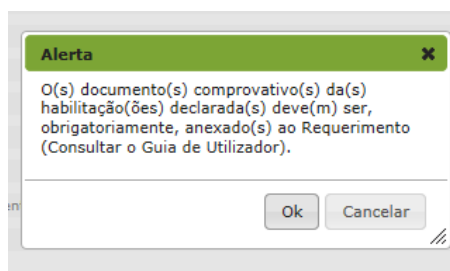 Alerta
O(s) documento(s) comprovativo(s) da(s)
habilitação(ões) declarada(s) deve(m) ser,
obrigatoriamente, anexado(s) ao Requerimento
(Consultar o Guia de Utilizador).
Ok Cancelar